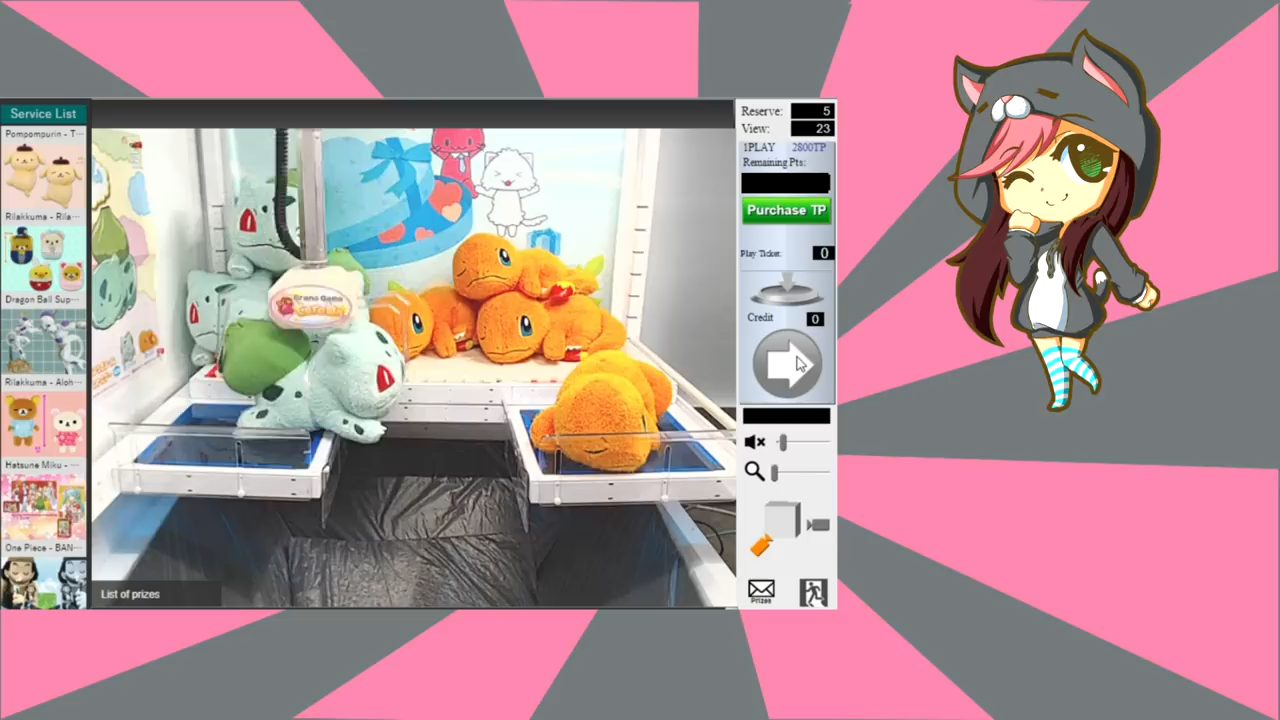 Service List
Pompompurin - T···
Rilakkuma - Rila···
Dragon Ball Sup···
Rilakkuma - Aloh···
Hatsune Miku - ···
One Piece - BAN···
List of prizes
Reserve: 5
View: 23
1PLAY 2800TP
Remaining Pts:
Purchase TP
Play Ticket: 0
Credit 0
Prizes